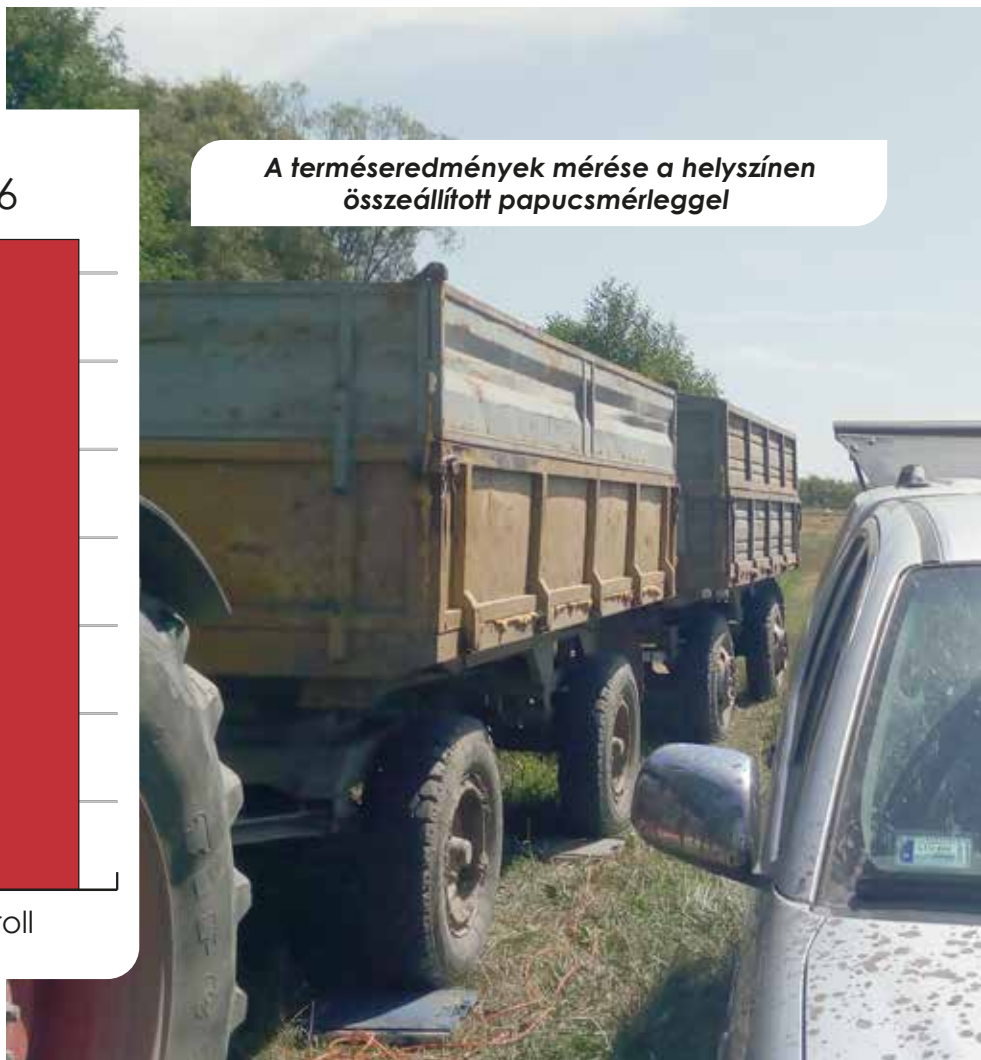 A terméseredmények mérése a helyszínen
összeállított papucsmérleggel
6
roll